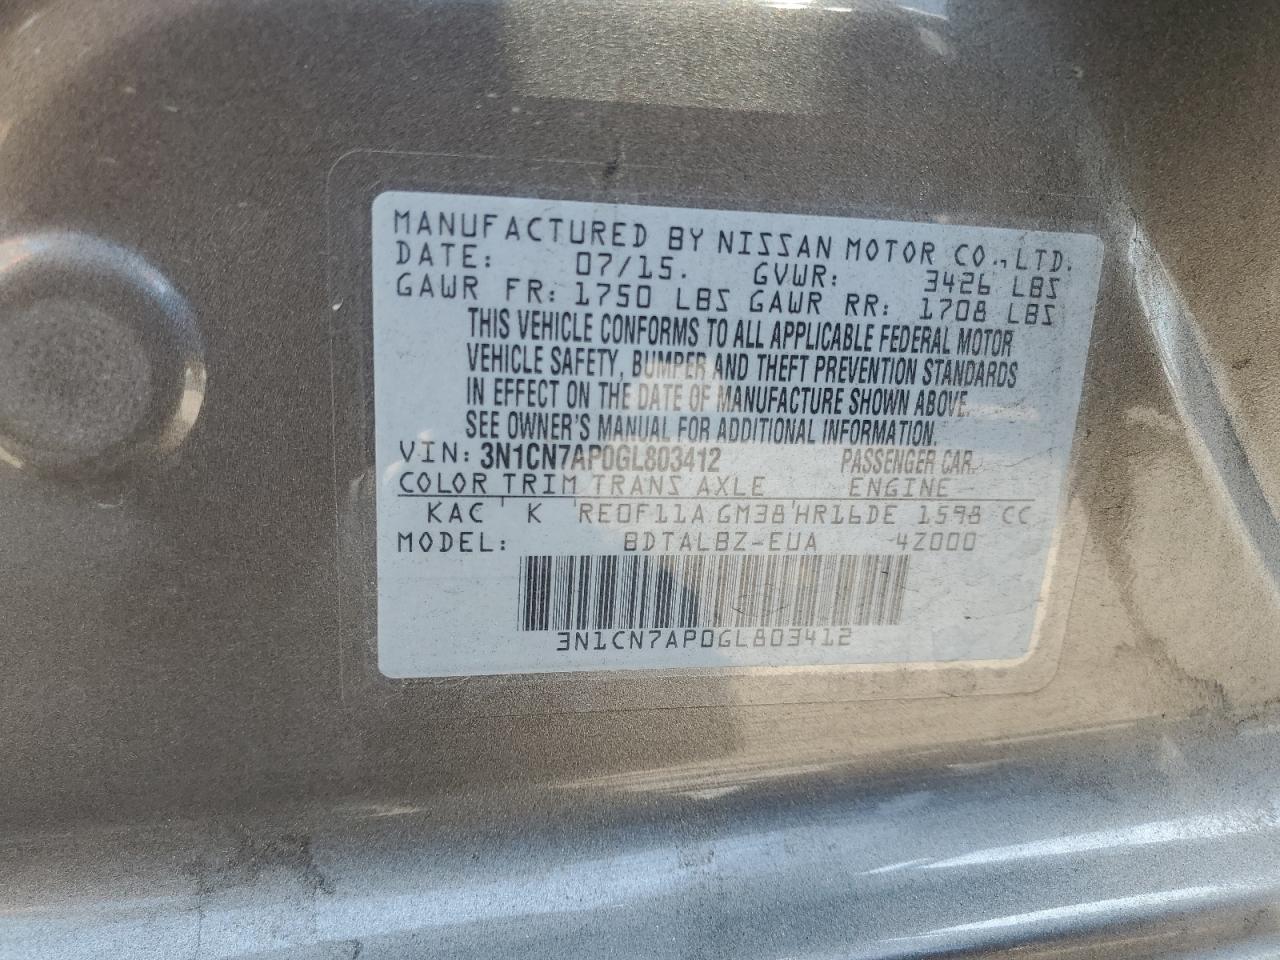 MANUFACTURED BY NISSAN MOTOR CO., LTD.
DATE: 07/15. GVWR: 3426 LBS
GAWR FR: 1750 LBS GAWR RR: 1708 LBS
THIS VEHICLE CONFORMS TO ALL APPLICABLE FEDERAL MOTOR
VEHICLE SAFETY, BUMPER AND THEFT PREVENTION STANDARDS
IN EFFECT ON THE DATE OF MANUFACTURE SHOWN ABOVE.
SEE OWNER'S MANUAL FOR ADDITIONAL INFORMATION.
VIN: 3N1CN7AP0GL803412 PASSENGER CAR
COLOR TRIM TRANS AXLE ENGINE
KAC K RE0F11A GM38 HR16DE 1598 CC
MODEL: BDTALBZ-EUA 4Z000
3N1CN7AP0GL803412